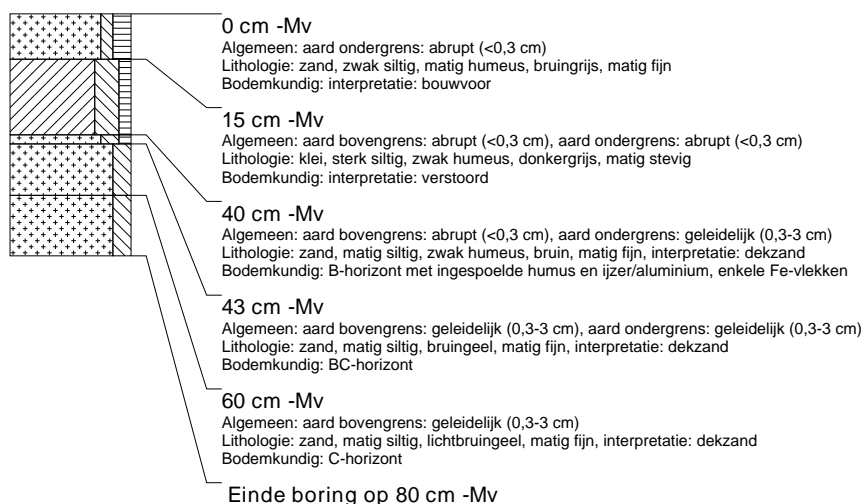 0 cm -Mv
Algemeen: aard ondergrens: abrupt (<0,3 cm)
Lithologie: zand, zwak siltig, matig humeus, bruingrijs, matig fijn
Bodemkundig: interpretatie: bouwvoor
15 cm -Mv
Algemeen: aard bovengrens: abrupt (<0,3 cm), aard ondergrens: abrupt (<0,3 cm)
Lithologie: klei, sterk siltig, zwak humeus, donkergrijs, matig stevig
Bodemkundig: interpretatie: verstoord
40 cm -Mv
Algemeen: aard bovengrens: abrupt (<0,3 cm), aard ondergrens: geleidelijk (0,3-3 cm)
Lithologie: zand, matig siltig, zwak humeus, bruin, matig fijn, interpretatie: dekzand
Bodemkundig: B-horizont met ingespoelde humus en ijzer/aluminium, enkele Fe-vlekken
43 cm -Mv
Algemeen: aard bovengrens: geleidelijk (0,3-3 cm), aard ondergrens: geleidelijk (0,3-3 cm)
Lithologie: zand, matig siltig, bruingeel, matig fijn, interpretatie: dekzand
Bodemkundig: BC-horizont
60 cm -Mv
Algemeen: aard bovengrens: geleidelijk (0,3-3 cm)
Lithologie: zand, matig siltig, lichtbruingeel, matig fijn, interpretatie: dekzand
Bodemkundig: C-horizont
Einde boring op 80 cm -Mv